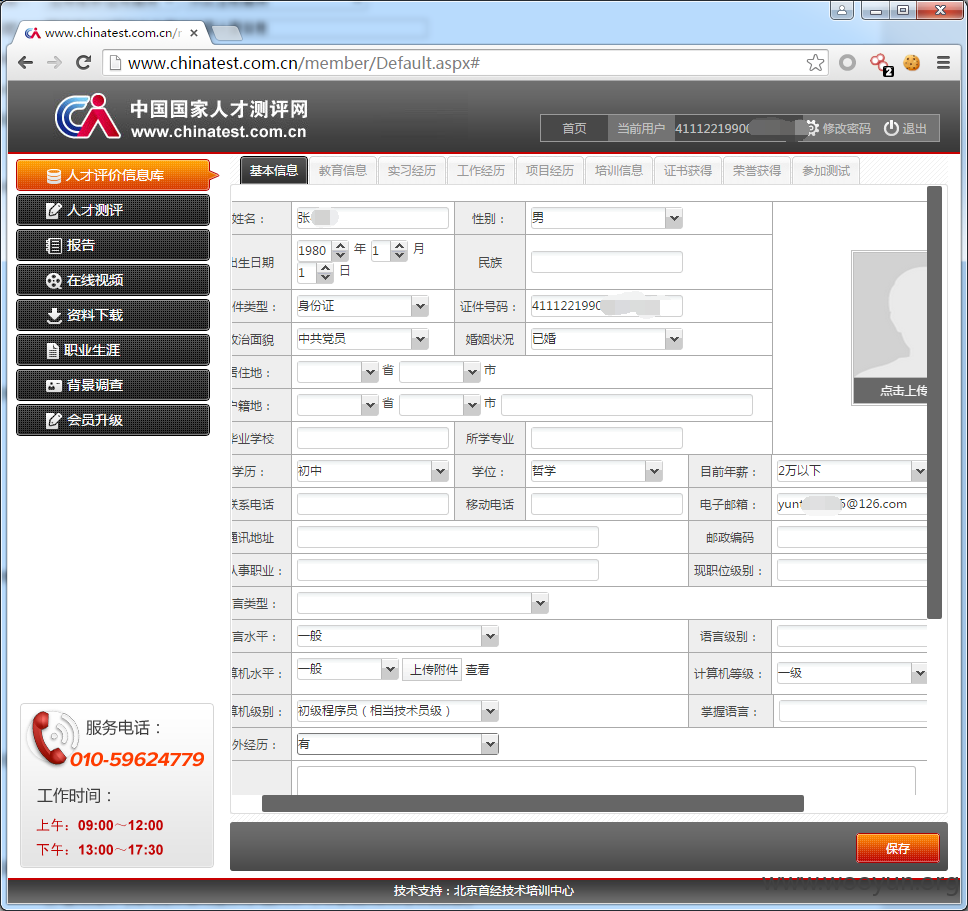 www.chinatest.com.cn/r
www.chinatest.com.cn/member/Default.aspx#
2
中国国家人才测评网
www.chinatest.com.cn
首页 当前用户 4111221990 修改密码 退出
人才评价信息库
人才测评
报告
在线视频
资料下载
职业生涯
背景调查
会员升级
服务电话：
010-59624779
工作时间：
上午：09:00～12:00
下午：13:00～17:30
基本信息 教育信息 实习经历 工作经历 项目经历 培训信息 证书获得 荣誉获得 参加测试
姓名： 张 性别： 男
出生日期 1980 年 1 月
1 日
民族
件类型： 身份证 证件号码： 4111221990
政治面貌 中共党员 婚姻状况 已婚
居住地： 省 市
户籍地： 省 市
点击上传
毕业学校 所学专业
学历： 初中 学位： 哲学 目前年薪： 2万以下
联系电话 移动电话 电子邮箱： yun 5@126.com
通讯地址 邮政编码
从事职业： 现职位级别：
言类型：
言水平： 一般 语言级别：
算机水平： 一般 上传附件 查看 计算机等级： 一级
算机级别： 初级程序员（相当技术员级） 掌握语言：
外经历： 有
保存
技术支持：北京首经技术培训中心
www.wooyun.org